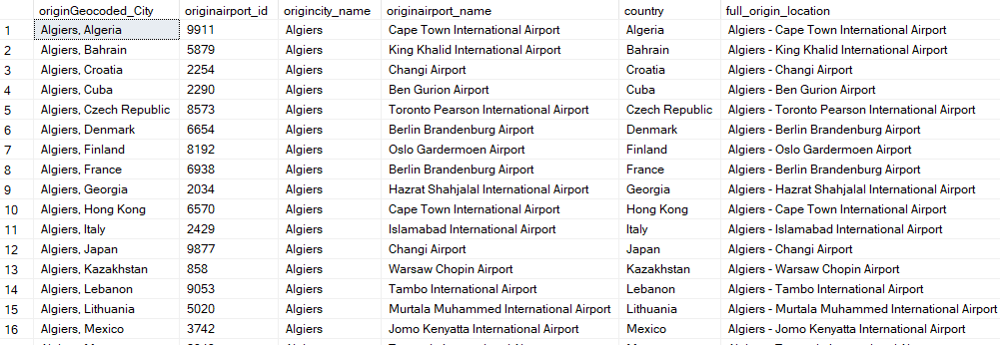 originGeocoded_City originairport_id origincity_name originairport_name country full_origin_location
1 Algiers, Algeria 9911 Algiers Cape Town International Airport Algeria Algiers - Cape Town International Airport
2 Algiers, Bahrain 5879 Algiers King Khalid International Airport Bahrain Algiers - King Khalid International Airport
3 Algiers, Croatia 2254 Algiers Changi Airport Croatia Algiers - Changi Airport
4 Algiers, Cuba 2290 Algiers Ben Gurion Airport Cuba Algiers - Ben Gurion Airport
5 Algiers, Czech Republic 8573 Algiers Toronto Pearson International Airport Czech Republic Algiers - Toronto Pearson International Airport
6 Algiers, Denmark 6654 Algiers Berlin Brandenburg Airport Denmark Algiers - Berlin Brandenburg Airport
7 Algiers, Finland 8192 Algiers Oslo Gardermoen Airport Finland Algiers - Oslo Gardermoen Airport
8 Algiers, France 6938 Algiers Berlin Brandenburg Airport France Algiers - Berlin Brandenburg Airport
9 Algiers, Georgia 2034 Algiers Hazrat Shahjalal International Airport Georgia Algiers - Hazrat Shahjalal International Airport
10 Algiers, Hong Kong 6570 Algiers Cape Town International Airport Hong Kong Algiers - Cape Town International Airport
11 Algiers, Italy 2429 Algiers Islamabad International Airport Italy Algiers - Islamabad International Airport
12 Algiers, Japan 9877 Algiers Changi Airport Japan Algiers - Changi Airport
13 Algiers, Kazakhstan 858 Algiers Warsaw Chopin Airport Kazakhstan Algiers - Warsaw Chopin Airport
14 Algiers, Lebanon 9053 Algiers Tambo International Airport Lebanon Algiers - Tambo International Airport
15 Algiers, Lithuania 5020 Algiers Murtala Muhammed International Airport Lithuania Algiers - Murtala Muhammed International Airport
16 Algiers, Mexico 3742 Algiers Jomo Kenyatta International Airport Mexico Algiers - Jomo Kenyatta International Airport